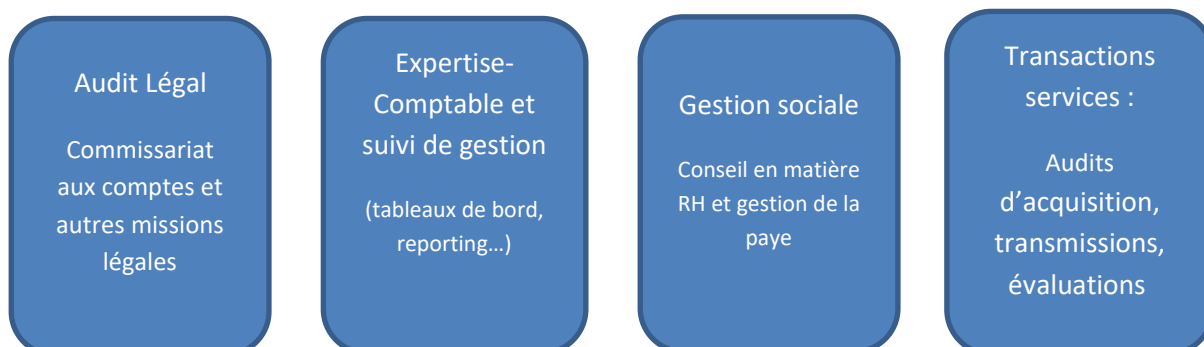 Audit Légal
Commissariat
aux comptes et
autres missions
légales
Expertise-
Comptable et
suivi de gestion
(tableaux de bord,
reporting…)
Gestion sociale
Conseil en matière
RH et gestion de la
paye
Transactions
services :
Audits
d’acquisition,
transmissions,
évaluations